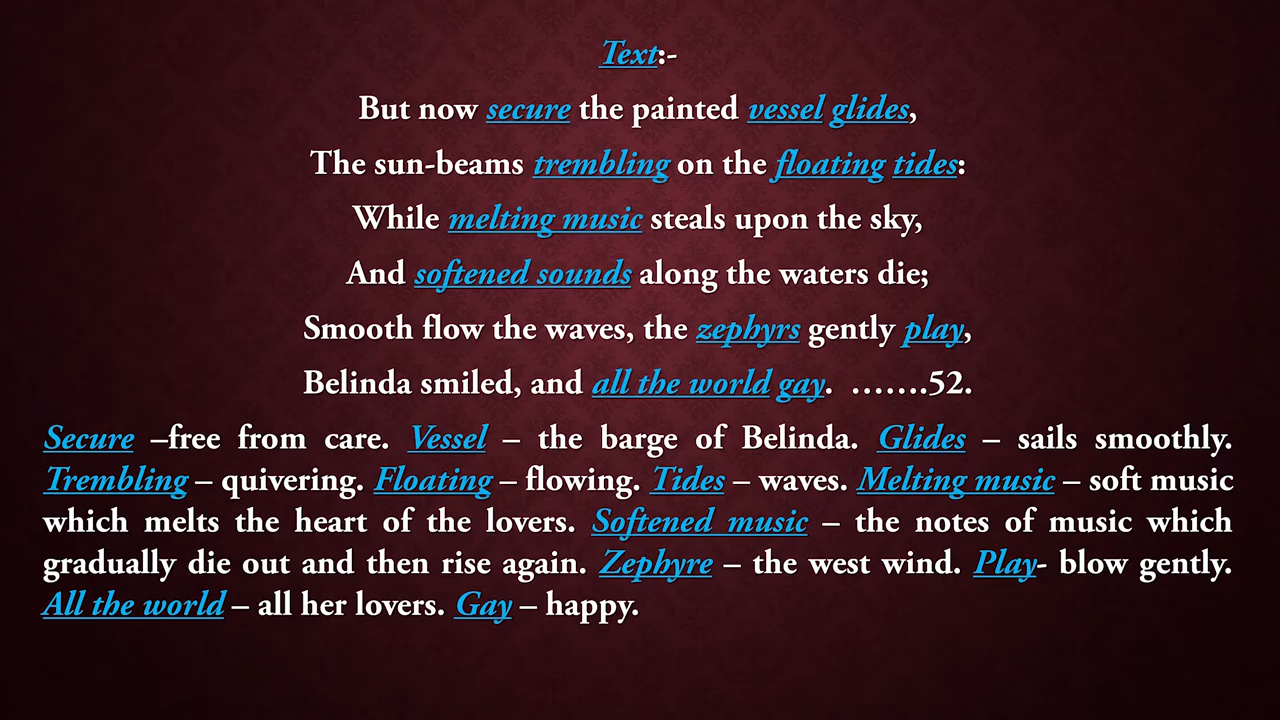 Text:-
But now secure the painted vessel glides,
The sun-beams trembling on the floating tides:
While melting music steals upon the sky,
And softened sounds along the waters die;
Smooth flow the waves, the zephyrs gently play,
Belinda smiled, and all the world gay. .......52.
Secure –free from care. Vessel – the barge of Belinda. Glides – sails smoothly.
Trembling – quivering. Floating – flowing. Tides – waves. Melting music – soft music
which melts the heart of the lovers. Softened music – the notes of music which
gradually die out and then rise again. Zephyre – the west wind. Play- blow gently.
All the world – all her lovers. Gay – happy.